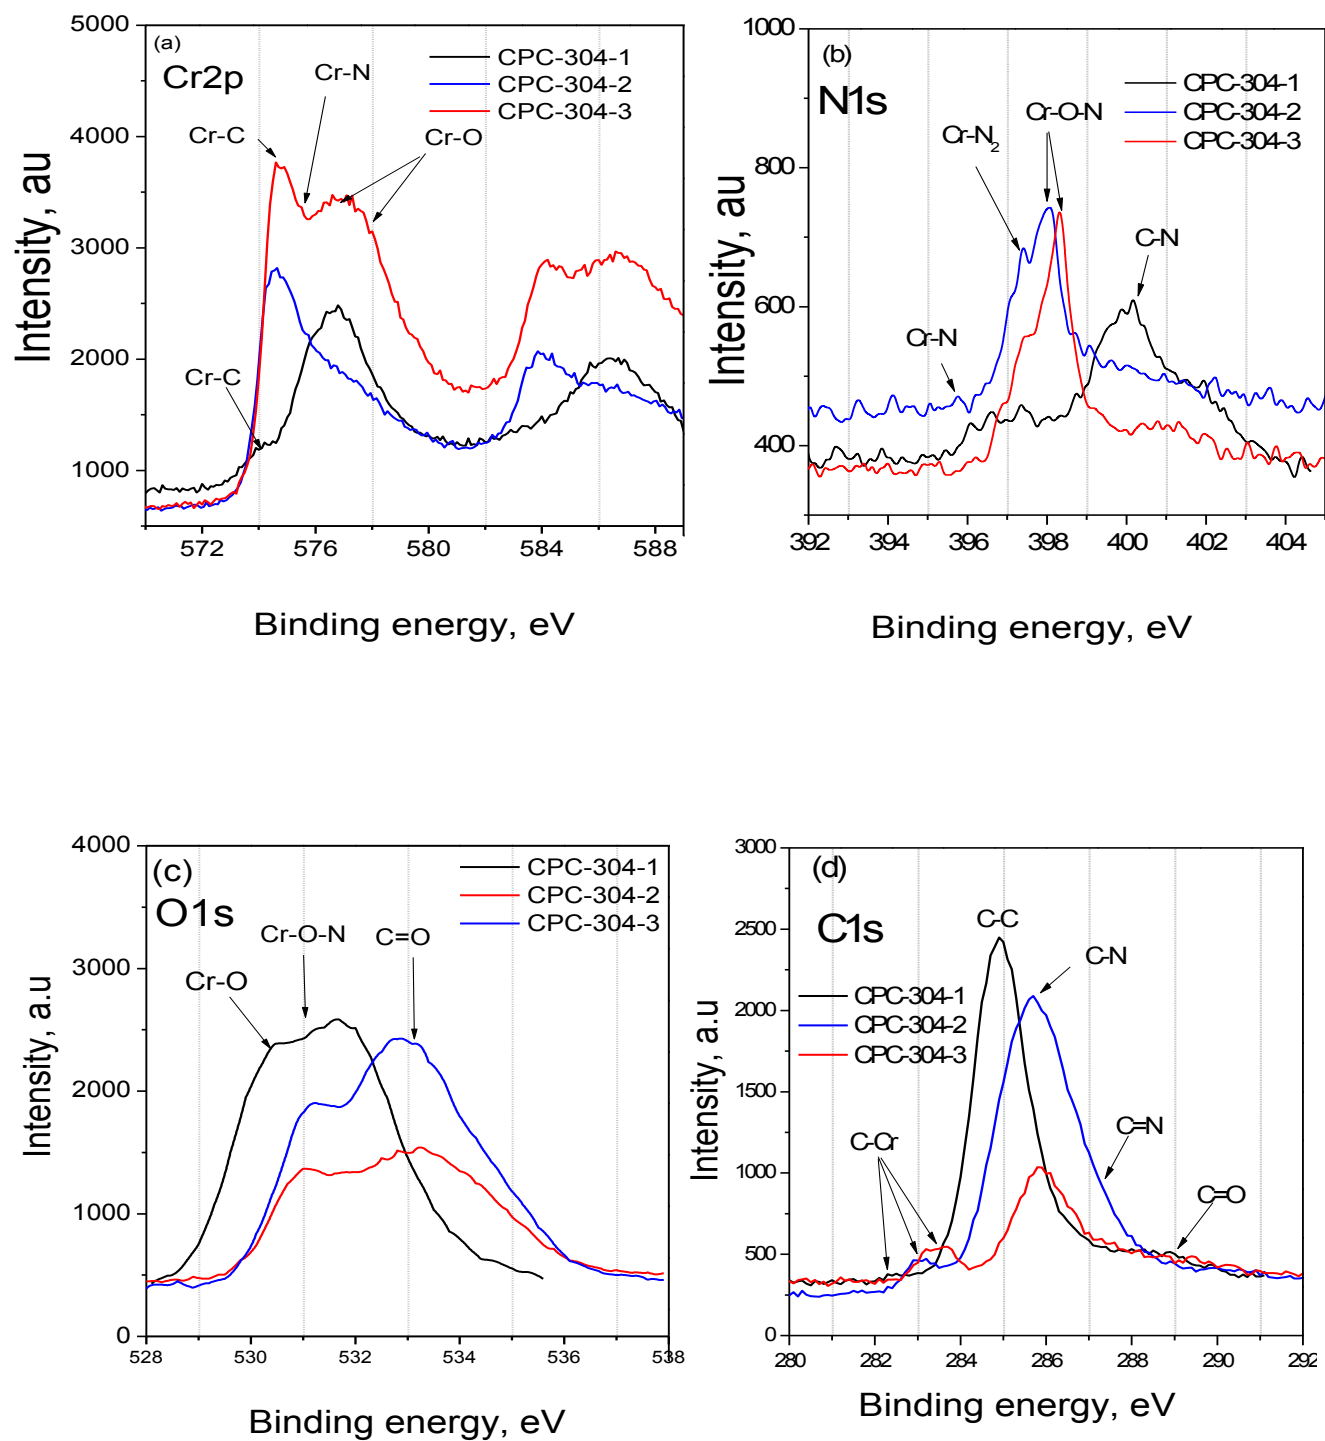 (a)
Cr2p
Cr-N
Cr-C
Cr-O
Cr-C
CPC-304-1
CPC-304-2
CPC-304-3
5000
4000
3000
2000
1000
Intensity, au
572 576 580 584 588
Binding energy, eV
(b)
N1s
CPC-304-1
CPC-304-2
CPC-304-3
Cr-O-N
Cr-N2
C-N
Cr-N
1000
800
600
400
Intensity, au
392 394 396 398 400 402 404
Binding energy, eV
(c)
O1s
CPC-304-1
CPC-304-2
CPC-304-3
Cr-O-N
C=O
Cr-O
4000
3000
2000
1000
0
Intensity, a.u
528 530 532 534 536 538
Binding energy, eV
(d)
C1s
C-C
C-N
CPC-304-1
CPC-304-2
CPC-304-3
C=N
C-Cr
C=O
3000
2500
2000
1500
1000
500
0
Intensity, a.u
280 282 284 286 288 290 292
Binding energy, eV